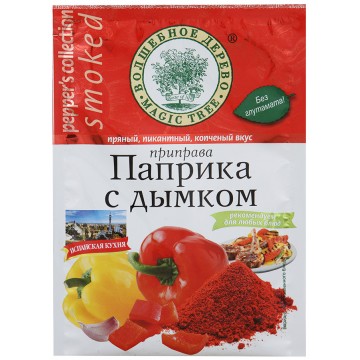 pepper's collection
smoked
ВОЛШЕБНОЕ ДЕРЕВО
®
MAGIC TREE
Без
глутамата!
пряный, пикантный, копченый вкус
приправа
Паприка
с дымком
ИСПАНСКАЯ КУХНЯ
рекомендуем
для любых блюд